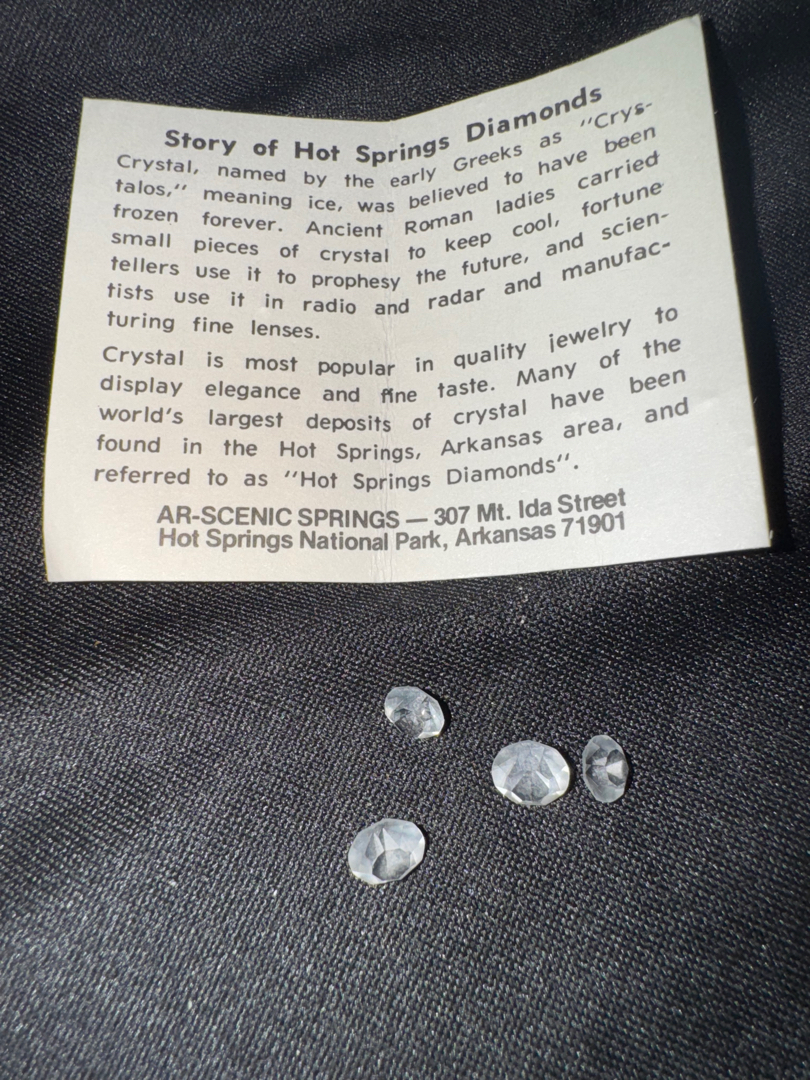 Story of Hot Springs Diamonds
Crystal, named by the early Greeks as "Crys-
talos," meaning ice, was believed to have been
frozen forever. Ancient Roman ladies carried
small pieces of crystal to keep cool, fortune
tellers use it to prophesy the future, and scien-
tists use it in radio and radar and manufac-
turing fine lenses.
Crystal is most popular in quality jewelry to
display elegance and fine taste. Many of the
world's largest deposits of crystal have been
found in the Hot Springs, Arkansas area, and
referred to as "Hot Springs Diamonds".
AR-SCENIC SPRINGS — 307 Mt. Ida Street
Hot Springs National Park, Arkansas 71901